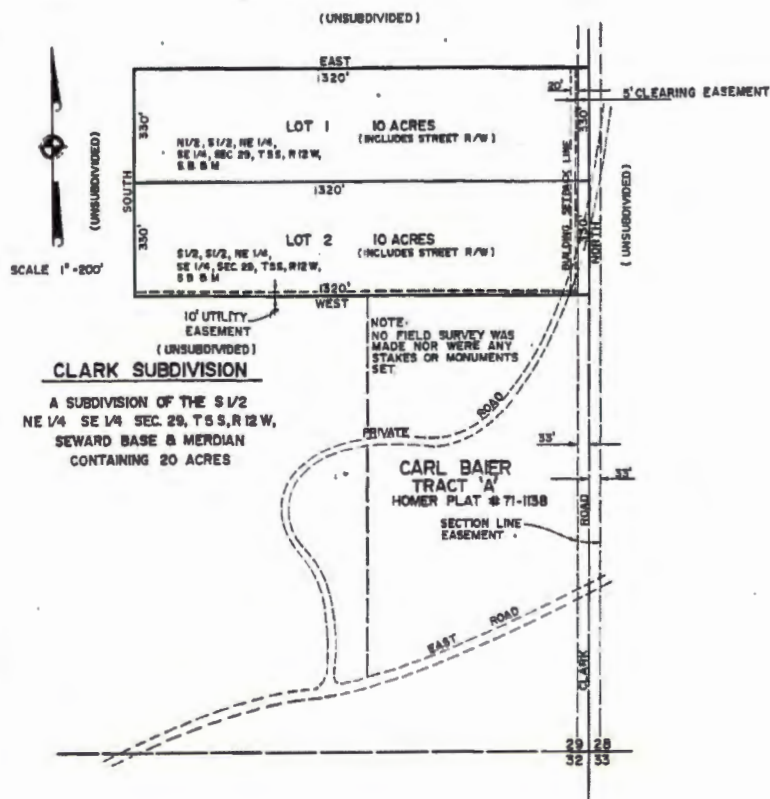 (UNSUBDIVIDED)
EAST
1320'
20'
5' CLEARING EASEMENT
330'
LOT 1 10 ACRES
(INCLUDES STREET R/W)
N1/2, S1/2, NE 1/4,
SE 1/4, SEC 29, T5S, R12W,
S B B M
330'
(UNSUBDIVIDED)
SOUTH
1320'
BUILDING SETBACK LINE
NORTH
(UNSUBDIVIDED)
330'
LOT 2 10 ACRES
(INCLUDES STREET R/W)
S1/2, S1/2, NE 1/4,
SE 1/4, SEC 29, T5S, R12W,
S B B M
330'
SCALE 1"-200'
1320'
WEST
10' UTILITY
EASEMENT
(UNSUBDIVIDED)
NOTE.
NO FIELD SURVEY WAS
MADE NOR WERE ANY
STAKES OR MONUMENTS
SET
CLARK SUBDIVISION
A SUBDIVISION OF THE S1/2
NE 1/4 SE 1/4 SEC. 29, T5S, R12W,
SEWARD BASE & MERDIAN
CONTAINING 20 ACRES
PRIVATE ROAD
33'
33'
CARL BAIER
TRACT 'A'
HOMER PLAT # 71-1138
SECTION LINE
EASEMENT
EAST ROAD
CLARK ROAD
29 28
32 33